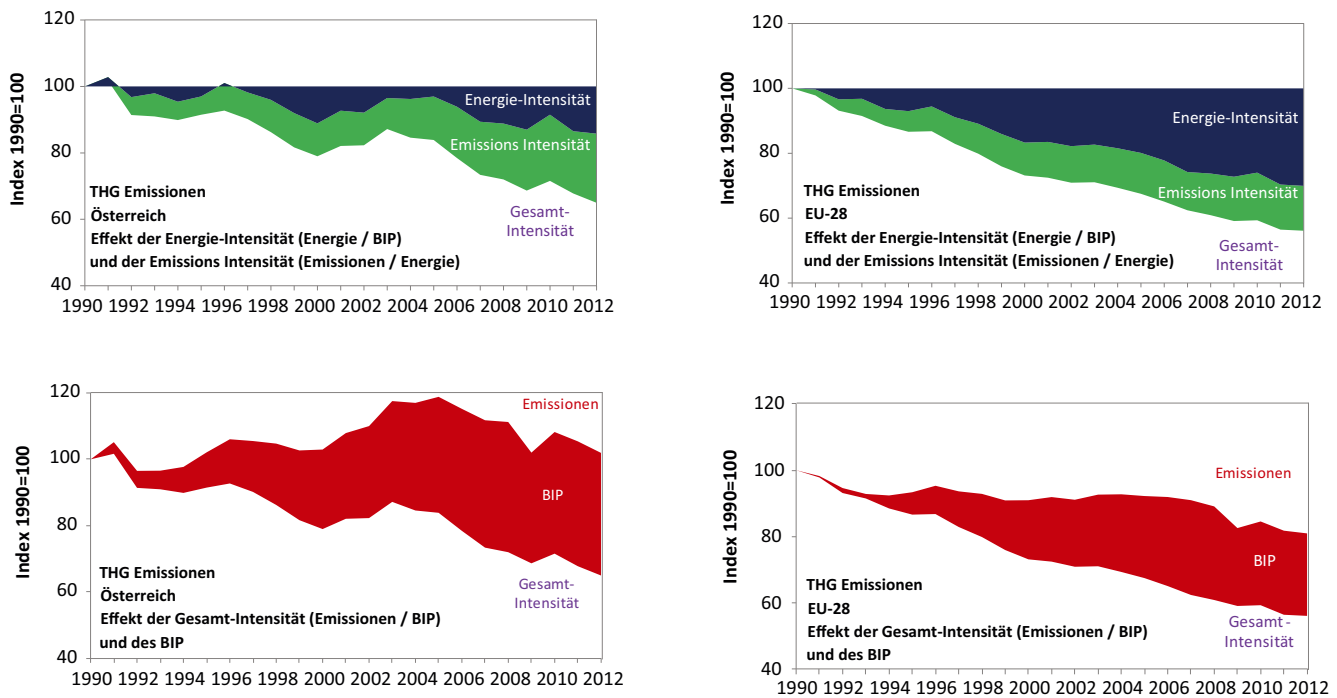 120
100
80
60
40
Index 1990=100
Energie-Intensität
Emissions Intensität
THG Emissionen
Österreich
Effekt der Energie-Intensität (Energie / BIP)
und der Emissions Intensität (Emissionen / Energie)
Gesamt-
Intensität
1990 1992 1994 1996 1998 2000 2002 2004 2006 2008 2010 2012
120
100
80
60
40
Index 1990=100
Energie-Intensität
Emissions Intensität
THG Emissionen
EU-28
Effekt der Energie-Intensität (Energie / BIP)
und der Emissions Intensität (Emissionen / Energie)
Gesamt-
Intensität
1990 1992 1994 1996 1998 2000 2002 2004 2006 2008 2010 2012
120
100
80
60
40
Index 1990=100
Emissionen
BIP
THG Emissionen
Österreich
Effekt der Gesamt-Intensität (Emissionen / BIP)
und des BIP
Gesamt-
Intensität
1990 1992 1994 1996 1998 2000 2002 2004 2006 2008 2010 2012
120
100
80
60
40
Index 1990=100
Emissionen
BIP
THG Emissionen
EU-28
Effekt der Gesamt-Intensität (Emissionen / BIP)
und des BIP
Gesamt -
Intensität
1990 1992 1994 1996 1998 2000 2002 2004 2006 2008 2010 2012